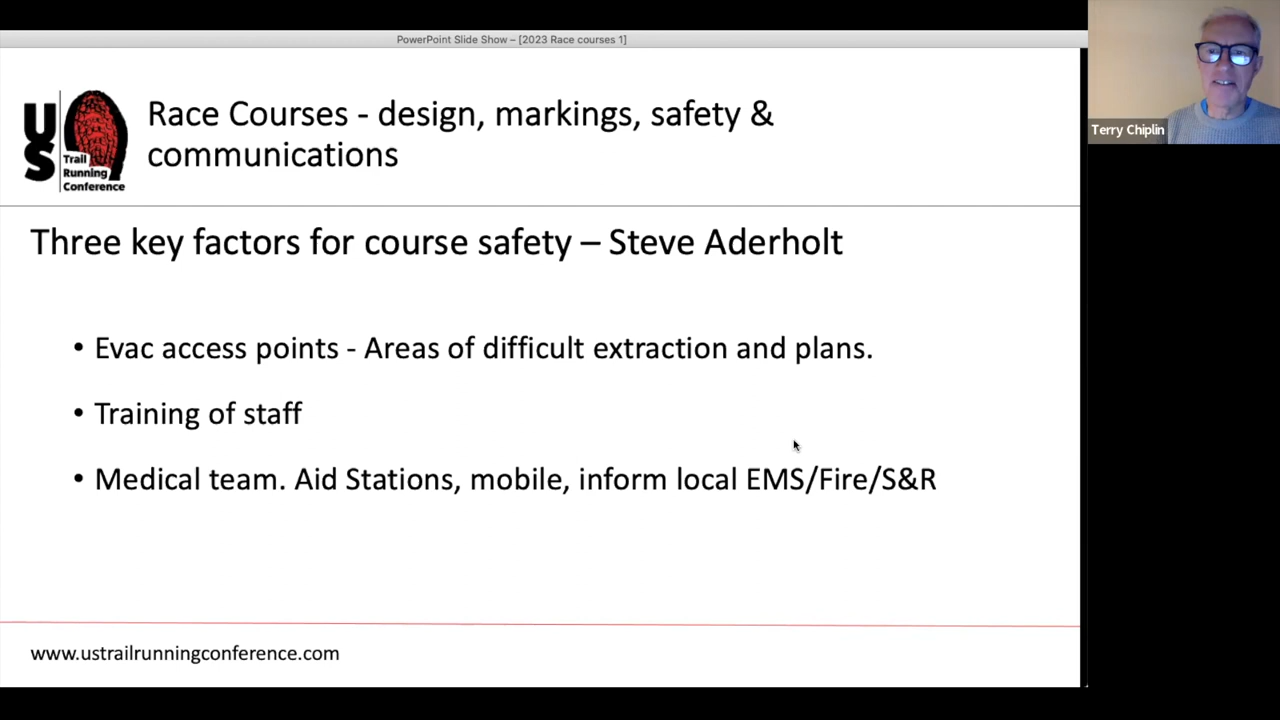 PowerPoint Slide Show – [2023 Race courses 1]
US
Trail
Running
Conference
Race Courses - design, markings, safety &
communications
Terry Chiplin
Three key factors for course safety – Steve Aderholt
• Evac access points - Areas of difficult extraction and plans.
• Training of staff
• Medical team. Aid Stations, mobile, inform local EMS/Fire/S&R
www.ustrailrunningconference.com